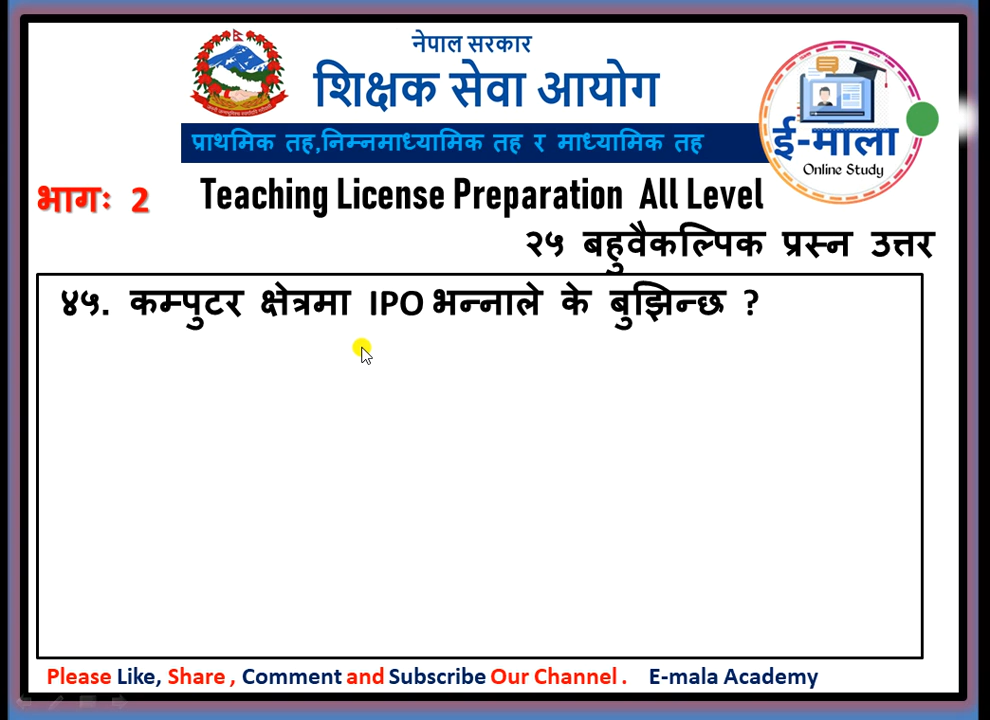 नेपाल सरकार
शिक्षक सेवा आयोग
प्राथमिक तह,निम्नमाध्यामिक तह र माध्यामिक तह
ई-माला
Online Study
भागः 2
Teaching License Preparation All Level
२५ बहुवैकल्पिक प्रस्न उत्तर
४५. कम्पुटर क्षेत्रमा IPO भन्नाले के बुझिन्छ ?
Please Like, Share , Comment and Subscribe Our Channel . E-mala Academy